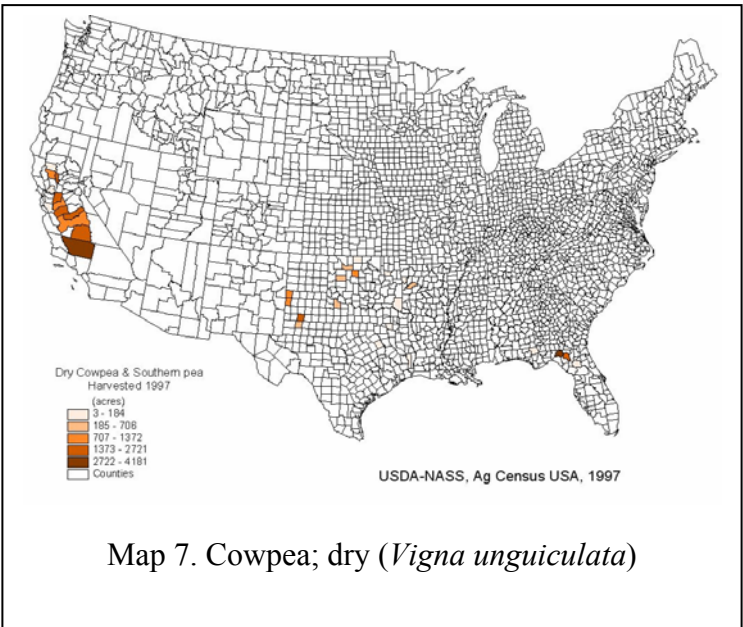 Dry Cowpea & Southern pea
Harvested 1997
(acres)
3 - 184
185 - 706
707 - 1372
1373 - 2721
2722 - 4181
Counties
USDA-NASS, Ag Census USA, 1997
Map 7. Cowpea; dry (Vigna unguiculata)